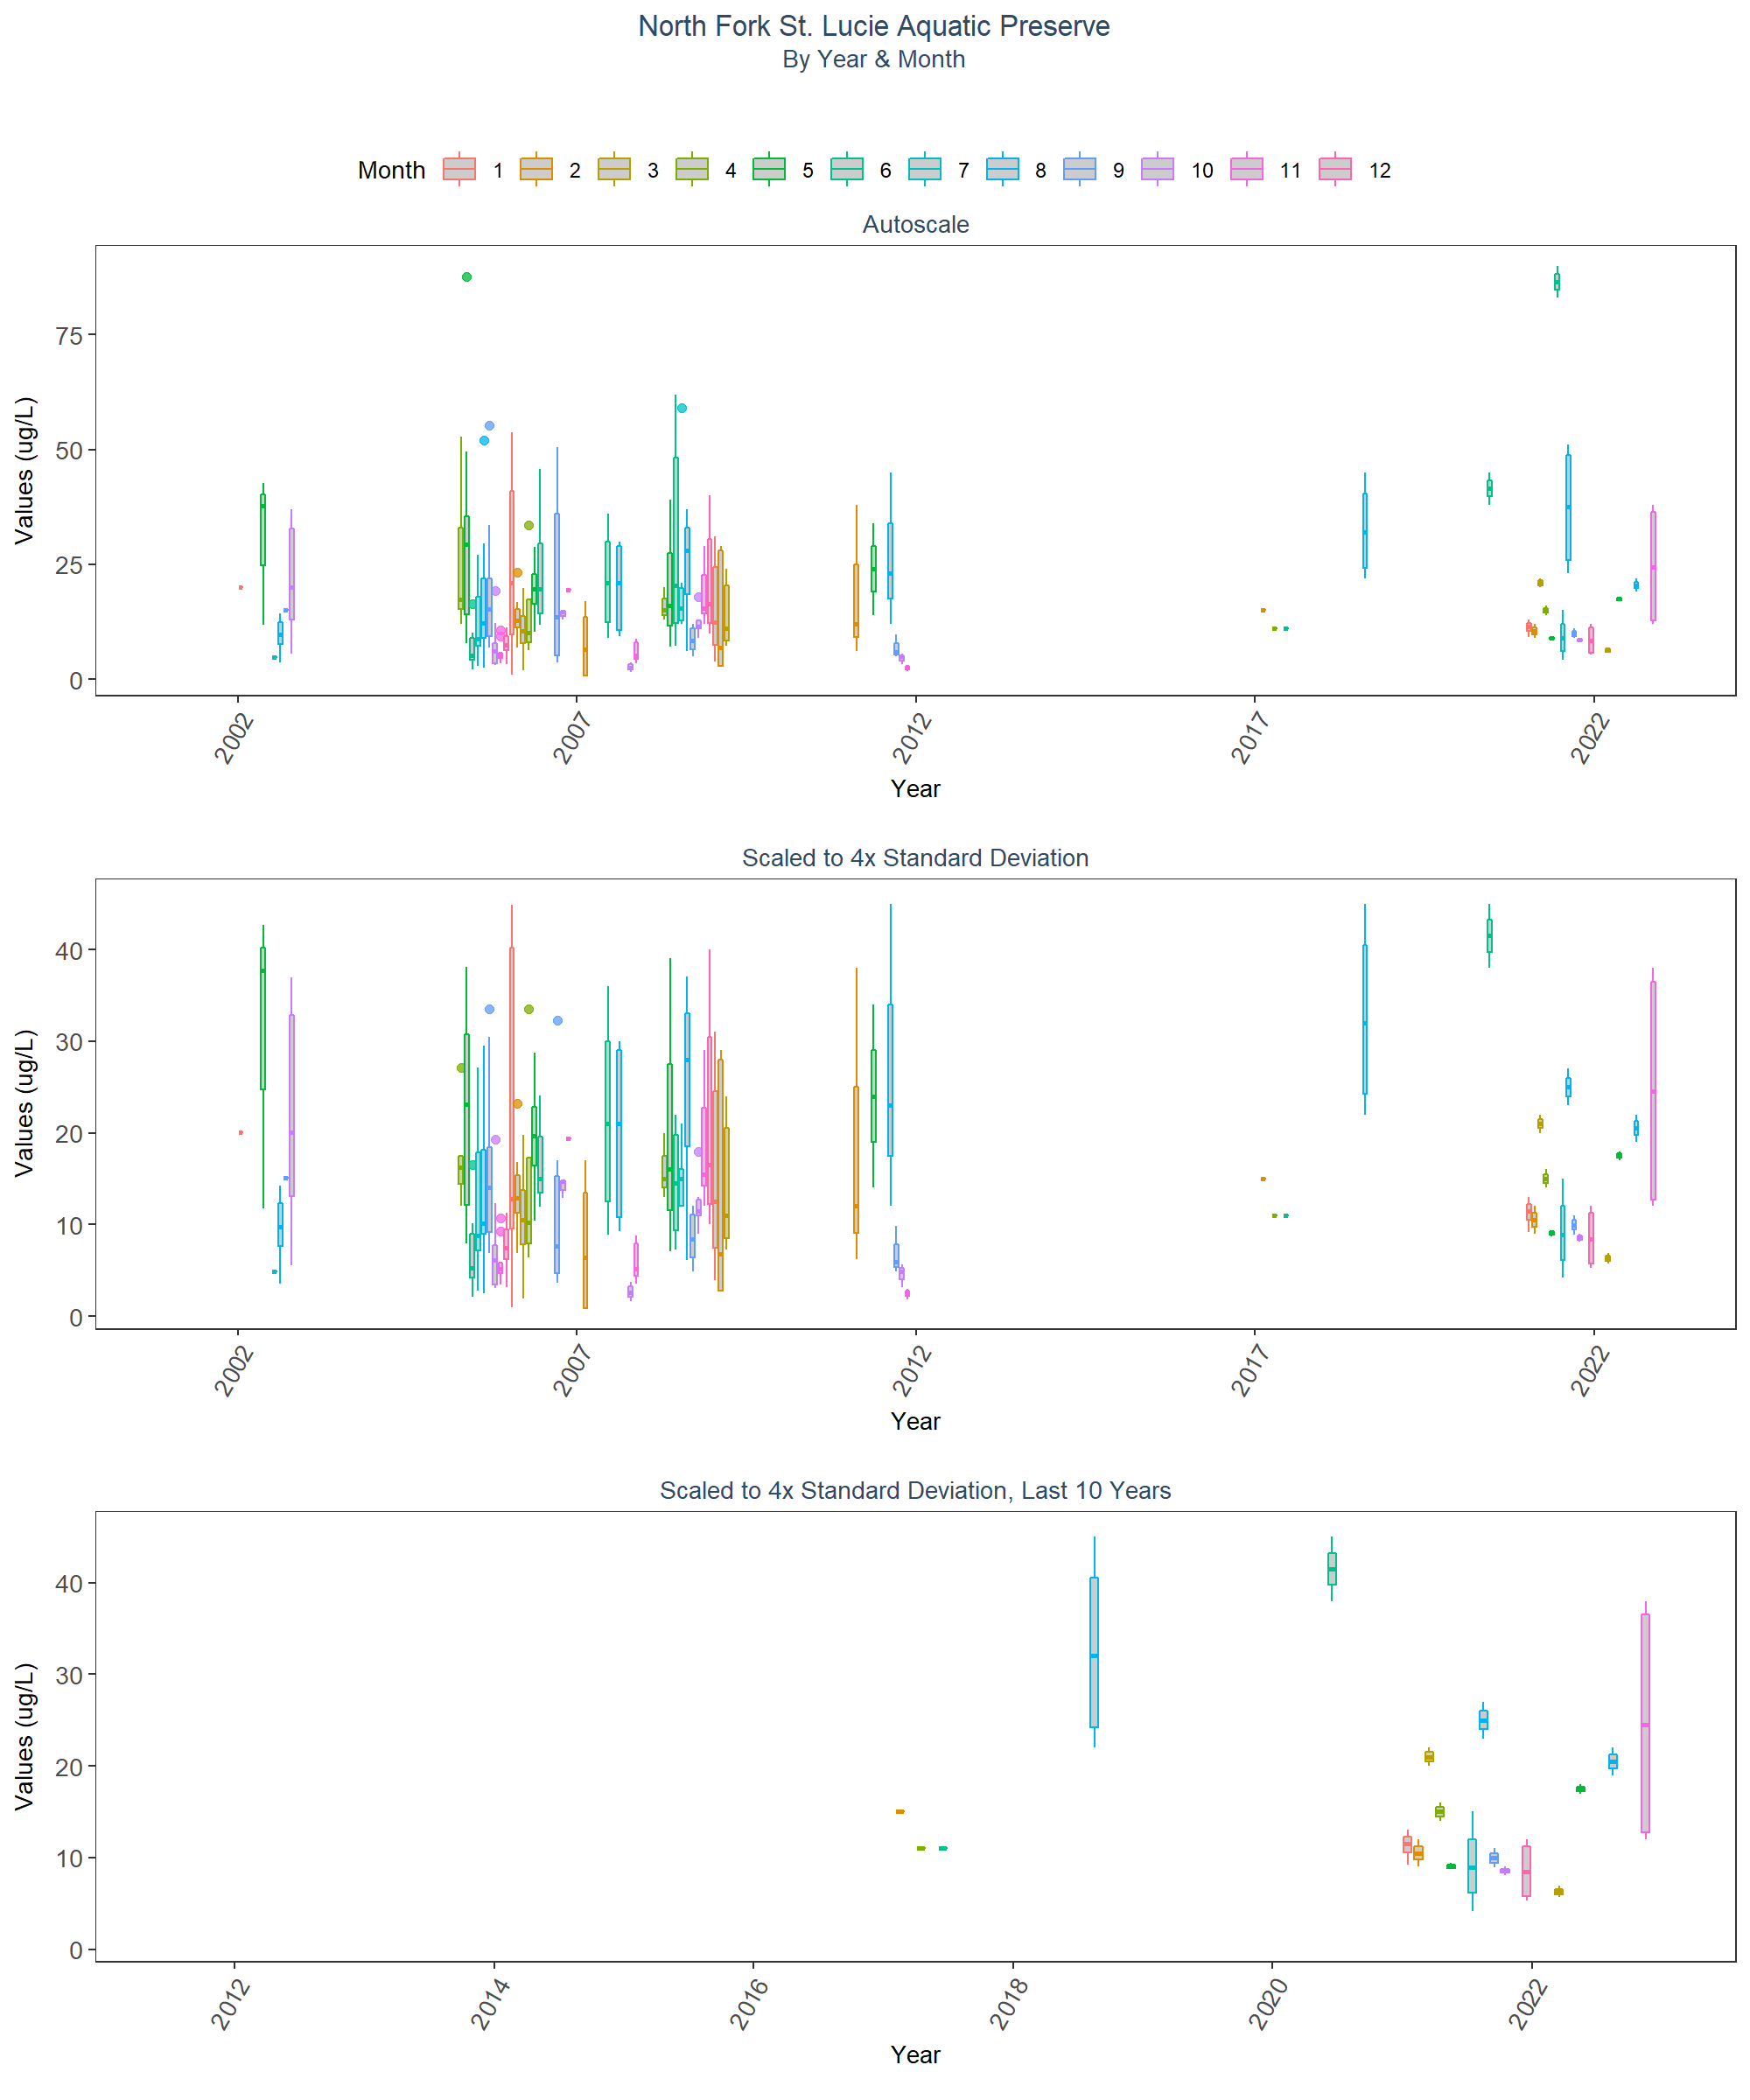 North Fork St. Lucie Aquatic Preserve
By Year & Month
Month 1 2 3 4 5 6 7 8 9 10 11 12
Autoscale
Values (ug/L)
75
50
25
0
2002 2007 2012 2017 2022
Year
Scaled to 4x Standard Deviation
Values (ug/L)
40
30
20
10
0
2002 2007 2012 2017 2022
Year
Scaled to 4x Standard Deviation, Last 10 Years
Values (ug/L)
40
30
20
10
0
2012 2014 2016 2018 2020 2022
Year